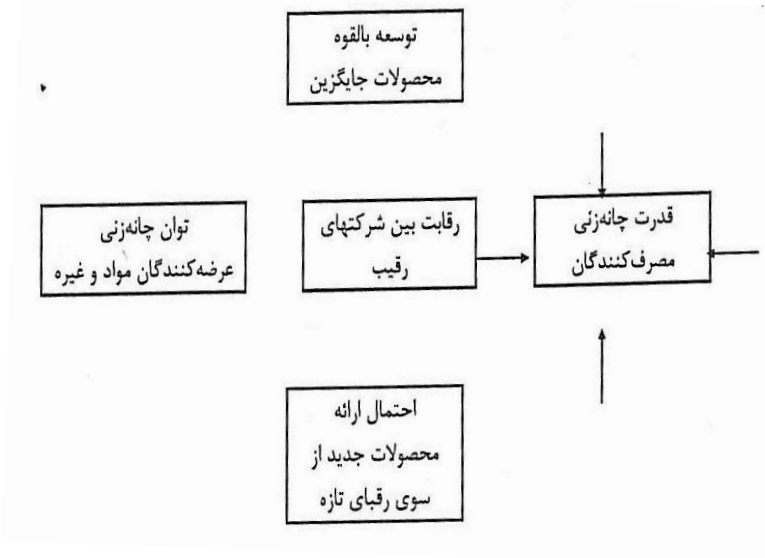 توسعه بالقوه
محصولات جایگزین
قدرت چانه‌زنی
مصرف‌کنندگان
رقابت بین شرکتهای
رقیب
توان چانه‌زنی
عرضه‌کنندگان مواد و غیره
احتمال ارائه
محصولات جدید از
سوی رقبای تازه